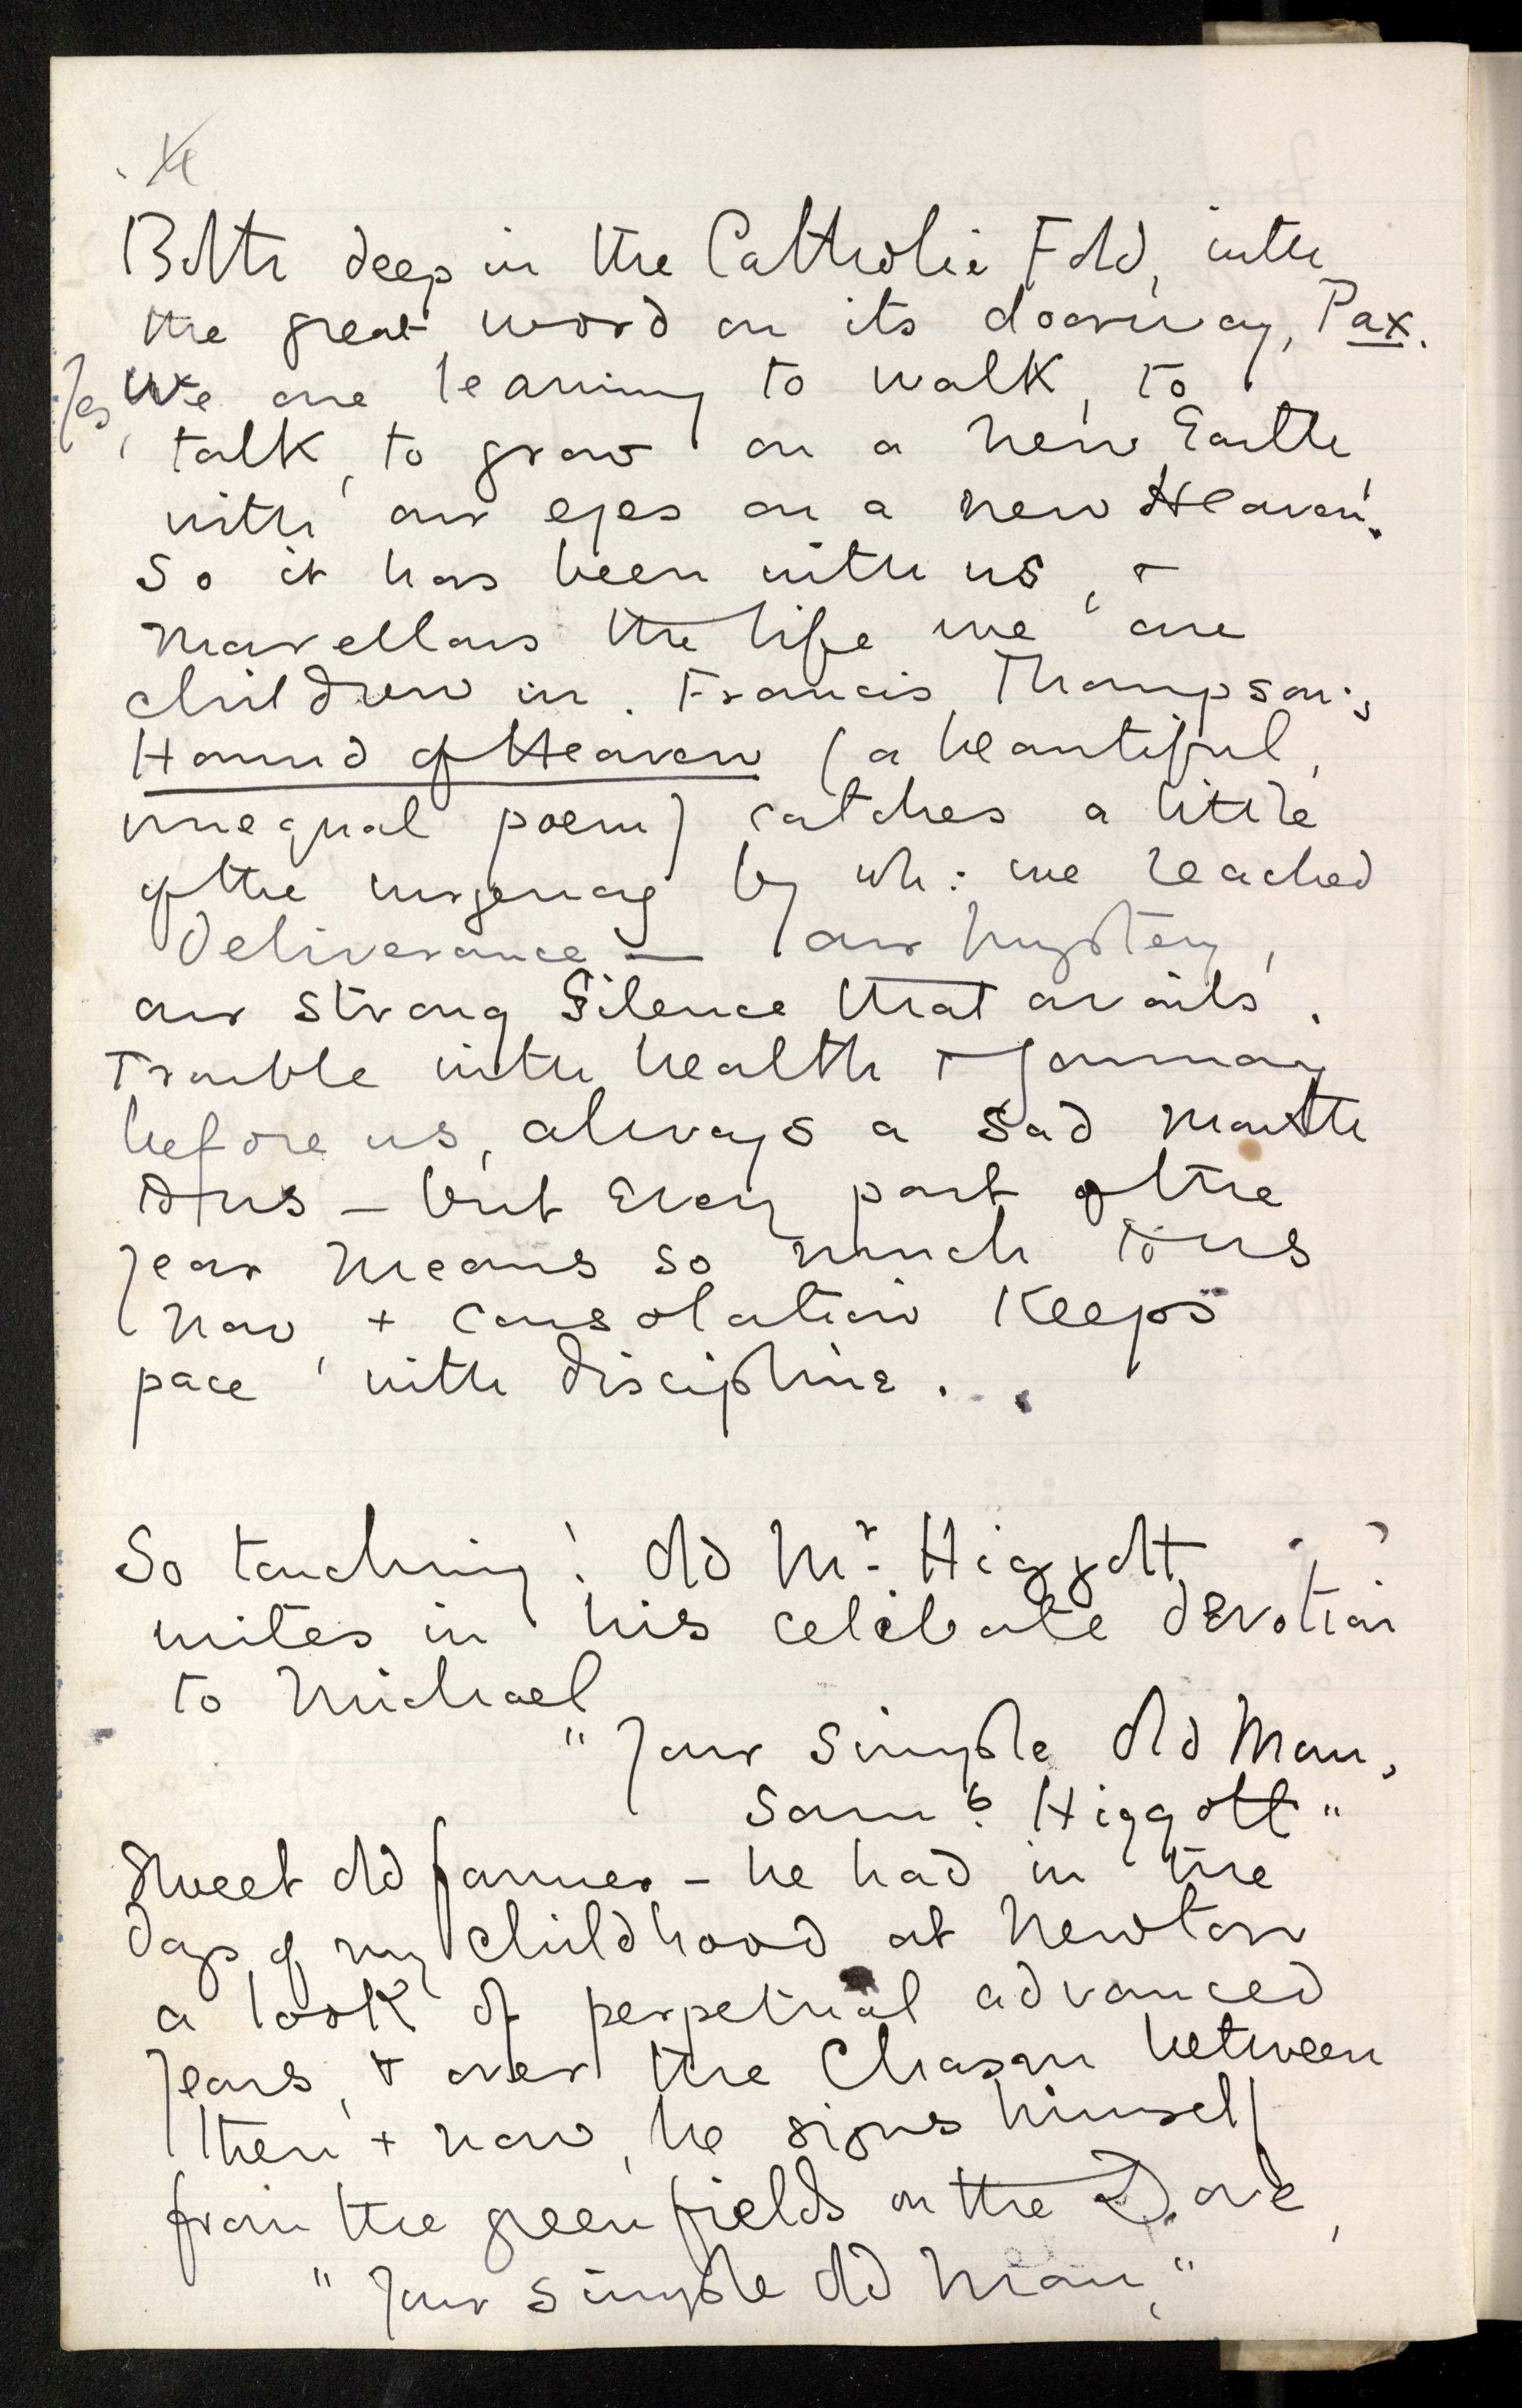 Both deep in the Catholic Fold, with
the great word on its doorway, Pax.
Yes, We are learning to walk, to
talk, to grow on a new Earth,
with our eyes on a new Heaven!
So it has been with us, +
marvellous the life we are
children in. Francis Thompson's
Hound of Heaven (a beautiful,
unequal poem) catches a little
of the urgency by wh: we reached
Deliverance — our mystery,
our strong Silence that avails.
Trouble with health + January
before us, always a sad month
to us — but every part of the
year means so much to us
now, + consolation keeps
pace with discipline. . .
So touching! Old Mr. Higgott
writes in his celibate devotion
to Michael
"Your simple Old Man,
Saml. Higgott"
Sweet old farmer — he had in the
days of my childhood at Newton
a look of perpetual advanced
years, + over the Chasm between
then + now, he signs himself
from the green fields on the Dove,
"Your simple Old Man,"